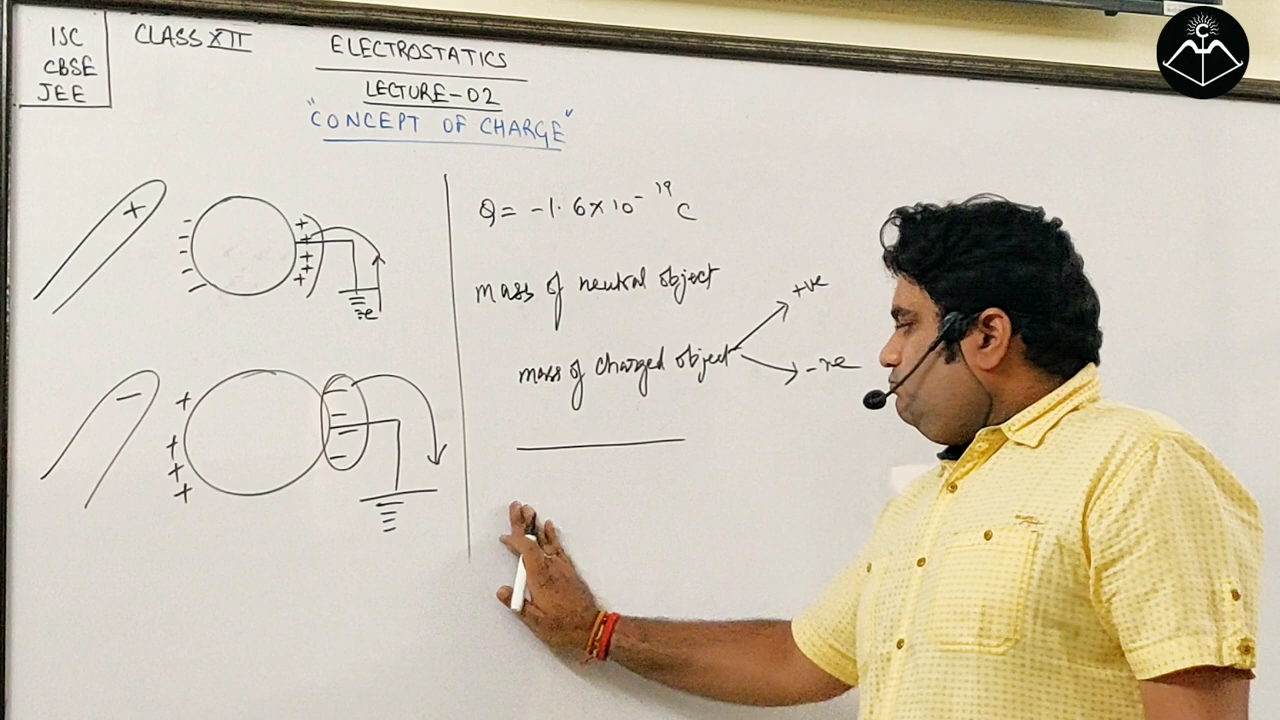 ISC
CBSE
JEE
CLASS XII
ELECTROSTATICS
LECTURE-02
"CONCEPT OF CHARGE"
+
- - - - -
+ + + + +
-e
-
+ + + +
- - - -
Q = -1.6×10⁻¹⁹ C
mass of neutral object
mass of charged object
+ve
-ve
C